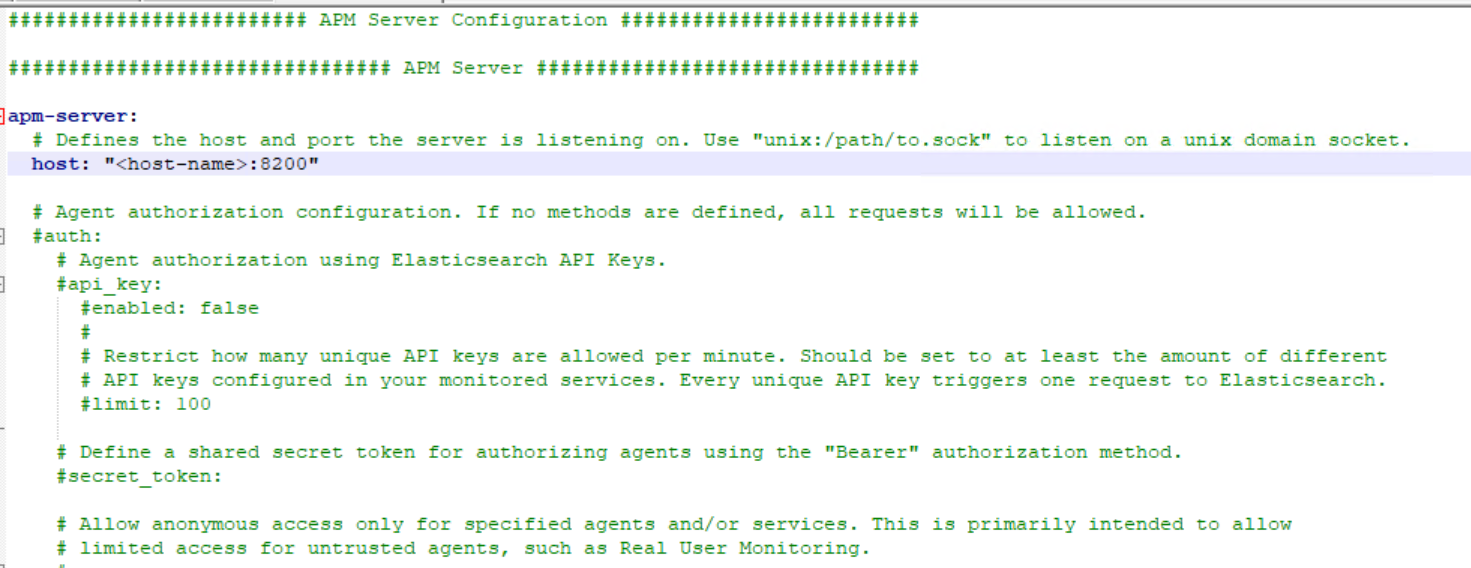 ######################### APM Server Configuration #########################
################################ APM Server ################################
apm-server:
# Defines the host and port the server is listening on. Use "unix:/path/to.sock" to listen on a unix domain socket.
host: "<host-name>:8200"
# Agent authorization configuration. If no methods are defined, all requests will be allowed.
#auth:
# Agent authorization using Elasticsearch API Keys.
#api_key:
#enabled: false
#
# Restrict how many unique API keys are allowed per minute. Should be set to at least the amount of different
# API keys configured in your monitored services. Every unique API key triggers one request to Elasticsearch.
#limit: 100
# Define a shared secret token for authorizing agents using the "Bearer" authorization method.
#secret_token:
# Allow anonymous access only for specified agents and/or services. This is primarily intended to allow
# limited access for untrusted agents, such as Real User Monitoring.
#